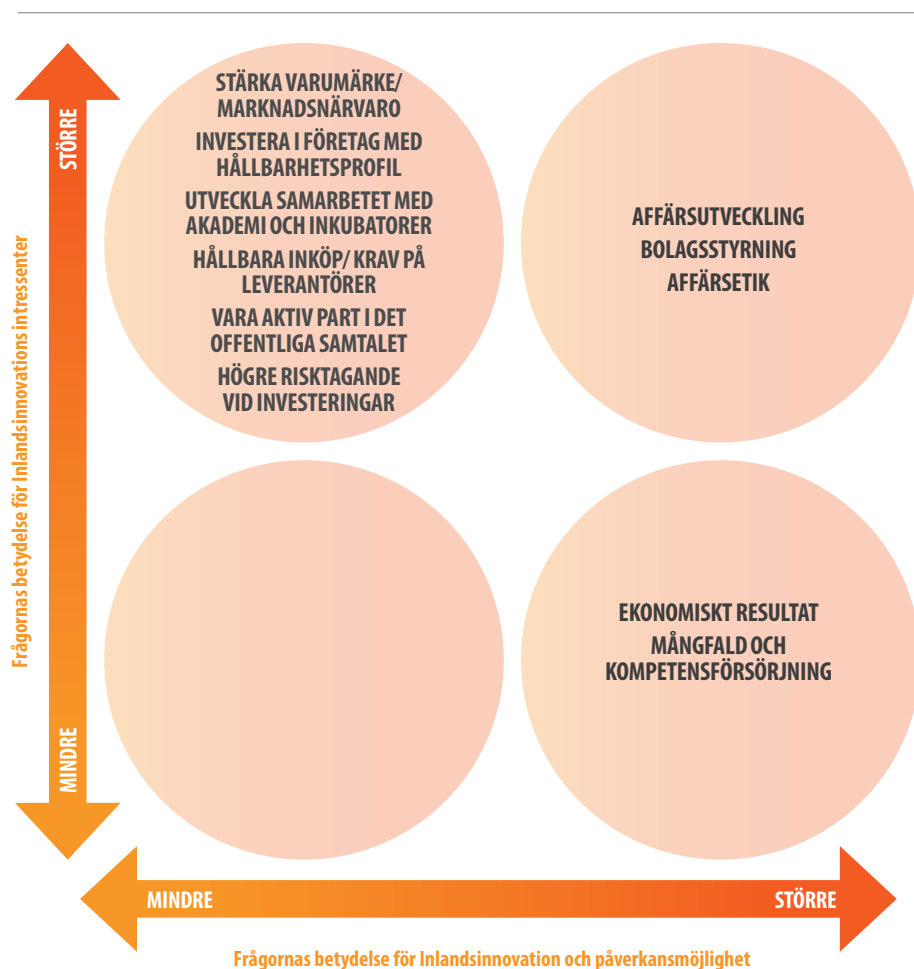 STÖRRE
MINDRE
Frågornas betydelse för Inlandsinnovations intressenter
STÄRKA VARUMÄRKE/
MARKNADSNÄRVARO
INVESTERA I FÖRETAG MED
HÅLLBARHETSPROFIL
UTVECKLA SAMARBETET MED
AKADEMI OCH INKUBATORER
HÅLLBARA INKÖP/ KRAV PÅ
LEVERANTÖRER
VARA AKTIV PART I DET
OFFENTLIGA SAMTALET
HÖGRE RISKTAGANDE
VID INVESTERINGAR
AFFÄRSUTVECKLING
BOLAGSSTYRNING
AFFÄRSETIK
EKONOMISKT RESULTAT
MÅNGFALD OCH
KOMPETENSFÖRSÖRJNING
MINDRE
STÖRRE
Frågornas betydelse för Inlandsinnovation och påverkansmöjlighet